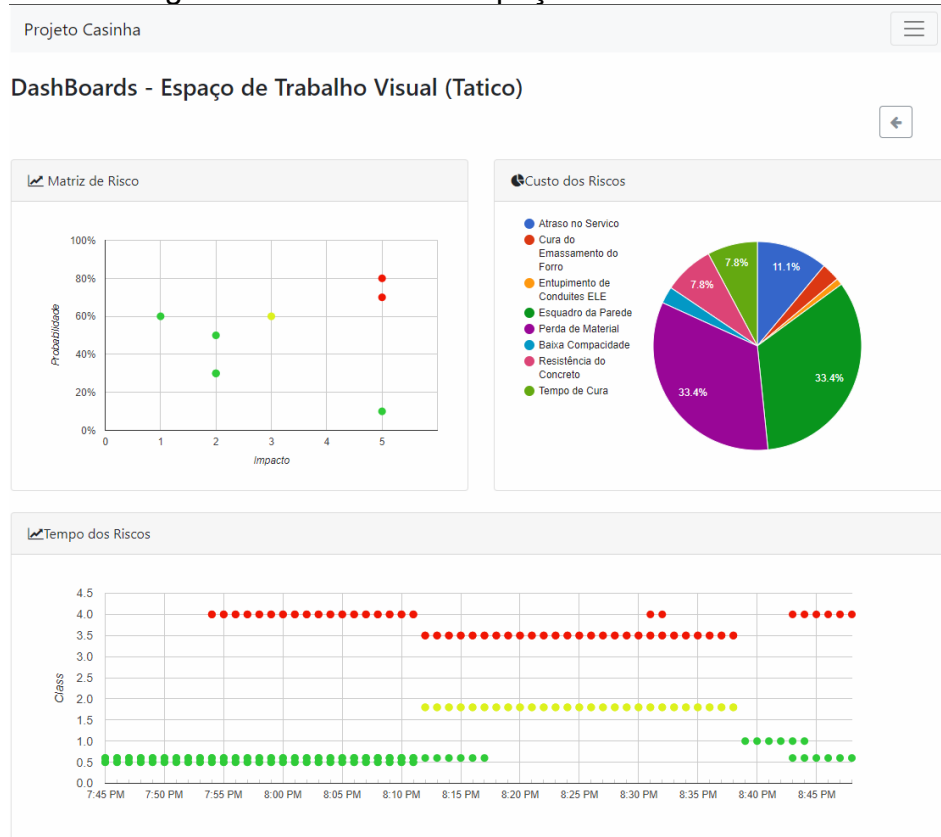 Projeto Casinha
DashBoards - Espaço de Trabalho Visual (Tatico)
Matriz de Risco
100%
80%
60%
40%
20%
0%
Probabilidade
0 1 2 3 4 5
Impacto
Custo dos Riscos
Atraso no Servico
Cura do
Emassamento do
Forro
Entupimento de
Conduites ELE
Esquadro da Parede
Perda de Material
Baixa Compacidade
Resistência do
Concreto
Tempo de Cura
7.8%
11.1%
7.8%
33.4%
33.4%
Tempo dos Riscos
4.5
4.0
3.5
3.0
2.5
2.0
1.5
1.0
0.5
0.0
Class
7:45 PM 7:50 PM 7:55 PM 8:00 PM 8:05 PM 8:10 PM 8:15 PM 8:20 PM 8:25 PM 8:30 PM 8:35 PM 8:40 PM 8:45 PM